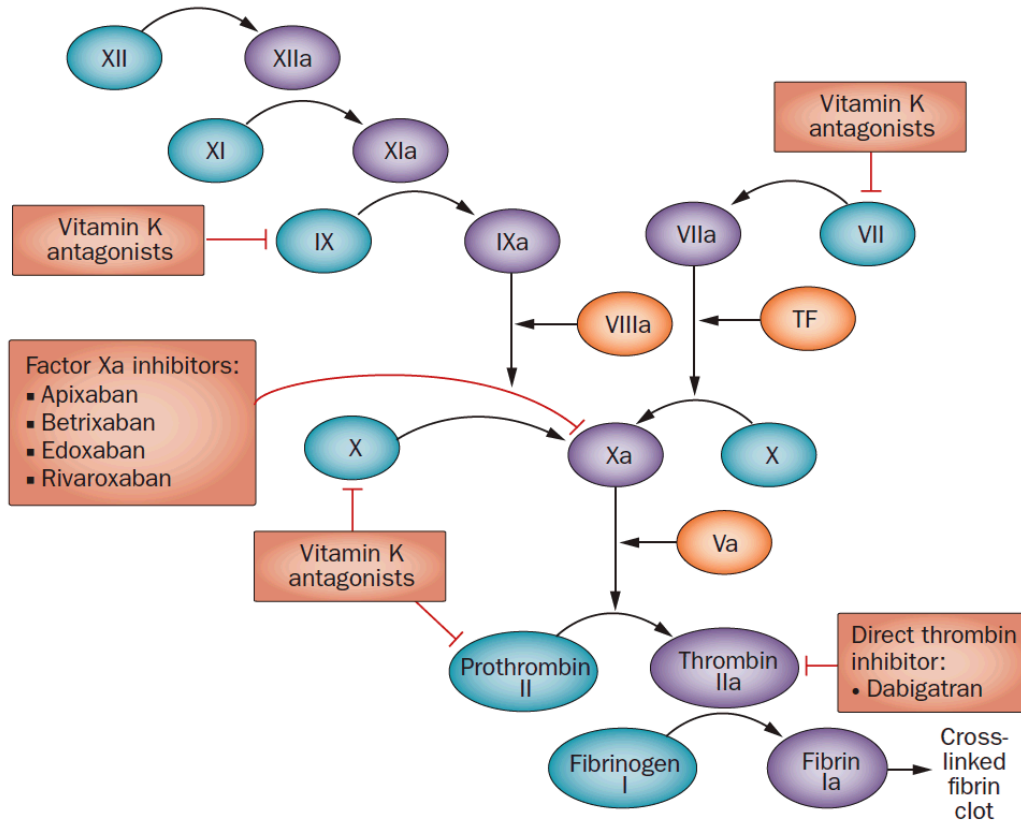 XII
XIIa
XI
XIa
Vitamin K
antagonists
Vitamin K
antagonists
IX
IXa
VIIa
VII
VIIIa
TF
Factor Xa inhibitors:
▪ Apixaban
▪ Betrixaban
▪ Edoxaban
▪ Rivaroxaban
X
Xa
X
Vitamin K
antagonists
Va
Prothrombin
II
Thrombin
IIa
Direct thrombin
inhibitor:
• Dabigatran
Fibrinogen
I
Fibrin
Ia
Cross-
linked
fibrin
clot